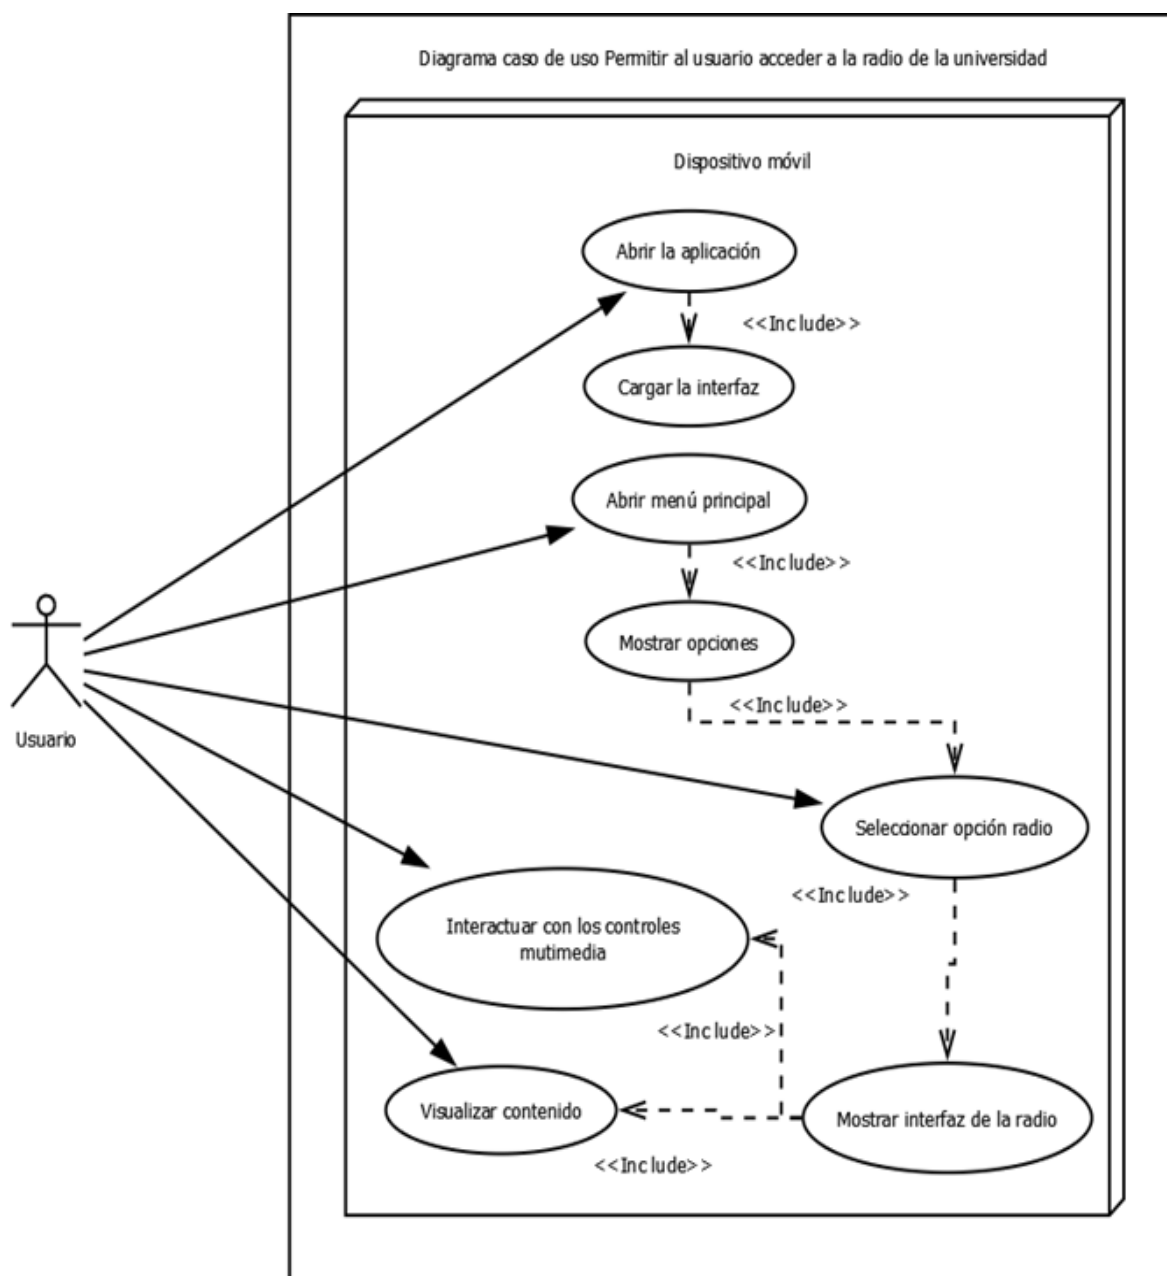 Diagrama caso de uso Permitir al usuario acceder a la radio de la universidad
Dispositivo móvil
Abrir la aplicación
<<Include>>
Cargar la interfaz
Abrir menú principal
<<Include>>
Mostrar opciones
<<Include>>
Usuario
Seleccionar opción radio
<<Include>>
Interactuar con los controles
mutimedia
<<Include>>
Visualizar contenido
Mostrar interfaz de la radio
<<Include>>